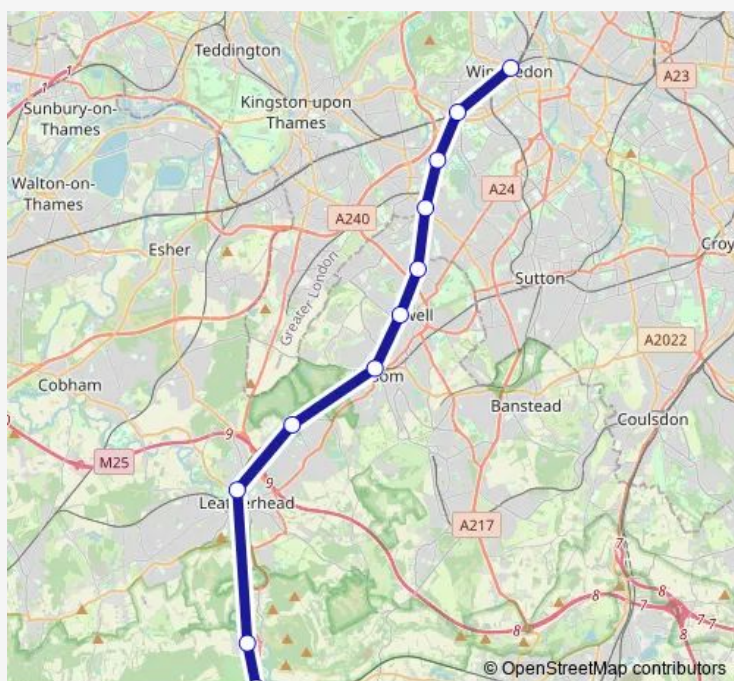 Teddington
Wimbledon
A23
1
Kingston upon
Thames
Sunbury-on-
Thames
1
Walton-on-
Thames
A24
A240
Esher
Croy
Greater London
Sutton
well
A2022
som
Cobham
Banstead
Coulsdon
9
M25
9
Leatherhead
A217
7
8
8
7
7
7
8
8
© OpenStreetMap contributors